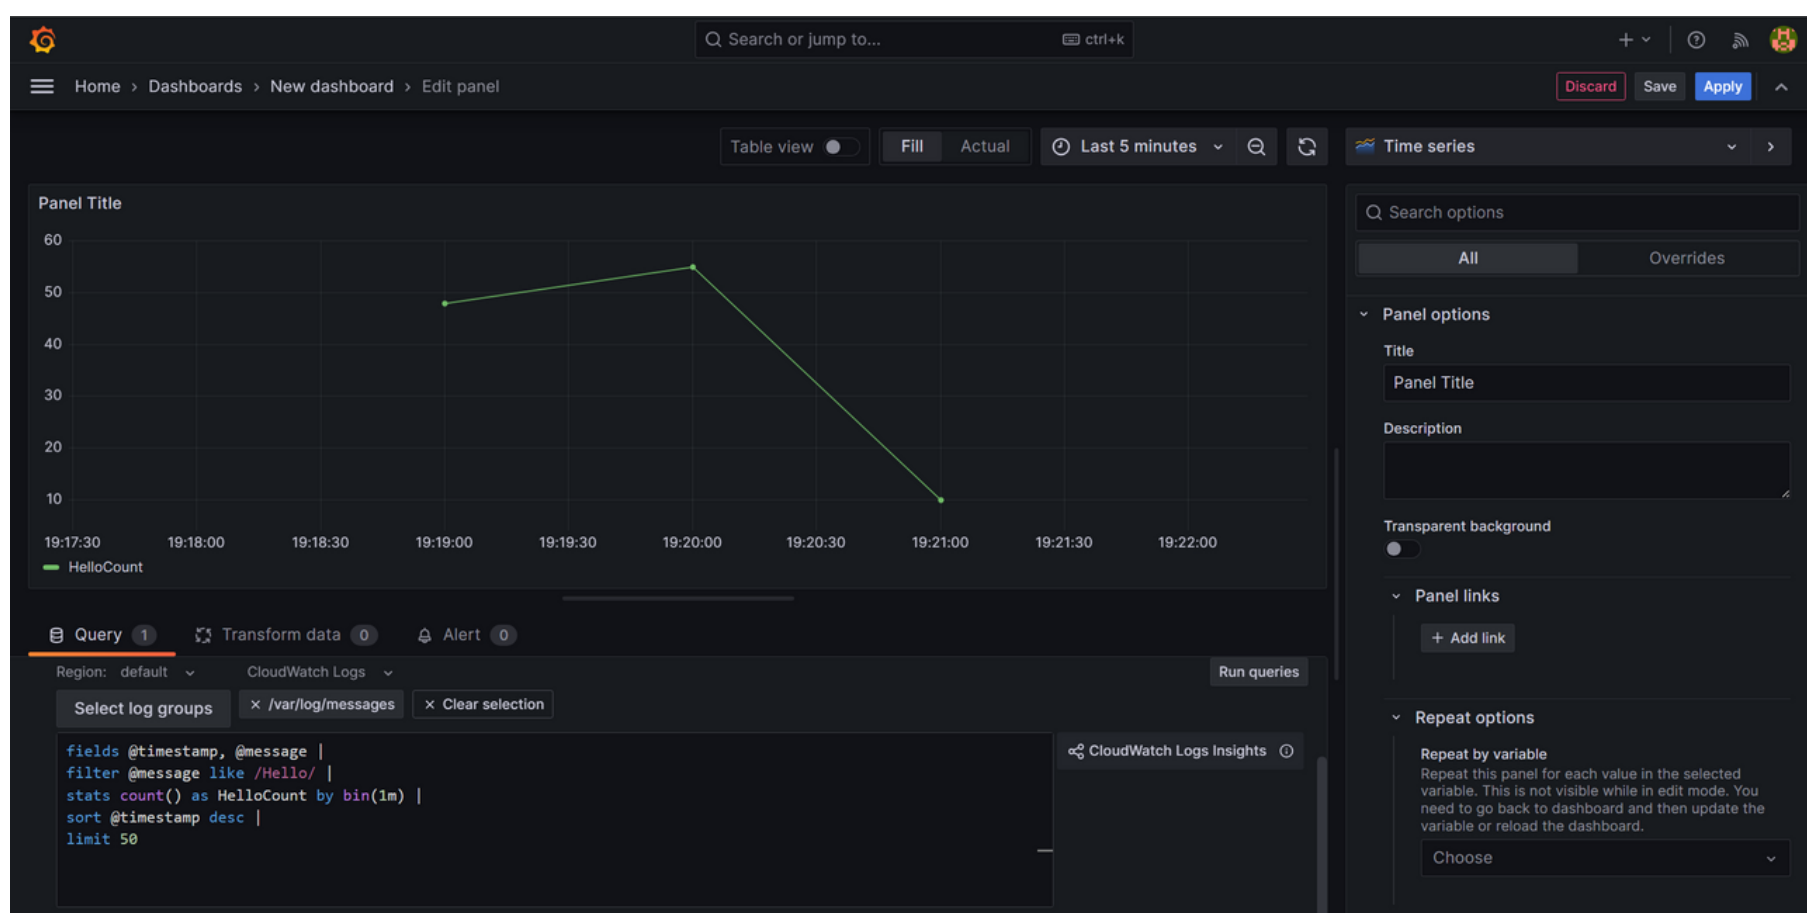 Search or jump to... ctrl+k
Home › Dashboards › New dashboard › Edit panel
Discard Save Apply
Table view Fill Actual Last 5 minutes
Time series
Panel Title
60
50
40
30
20
10
19:17:30 19:18:00 19:18:30 19:19:00 19:19:30 19:20:00 19:20:30 19:21:00 19:21:30 19:22:00
HelloCount
Query 1 Transform data 0 Alert 0
Region: default CloudWatch Logs Run queries
Select log groups × /var/log/messages × Clear selection
fields @timestamp, @message |
filter @message like /Hello/ |
stats count() as HelloCount by bin(1m) |
sort @timestamp desc |
limit 50
CloudWatch Logs Insights
Search options
All Overrides
Panel options
Title
Panel Title
Description
Transparent background
Panel links
+ Add link
Repeat options
Repeat by variable
Repeat this panel for each value in the selected
variable. This is not visible while in edit mode. You
need to go back to dashboard and then update the
variable or reload the dashboard.
Choose